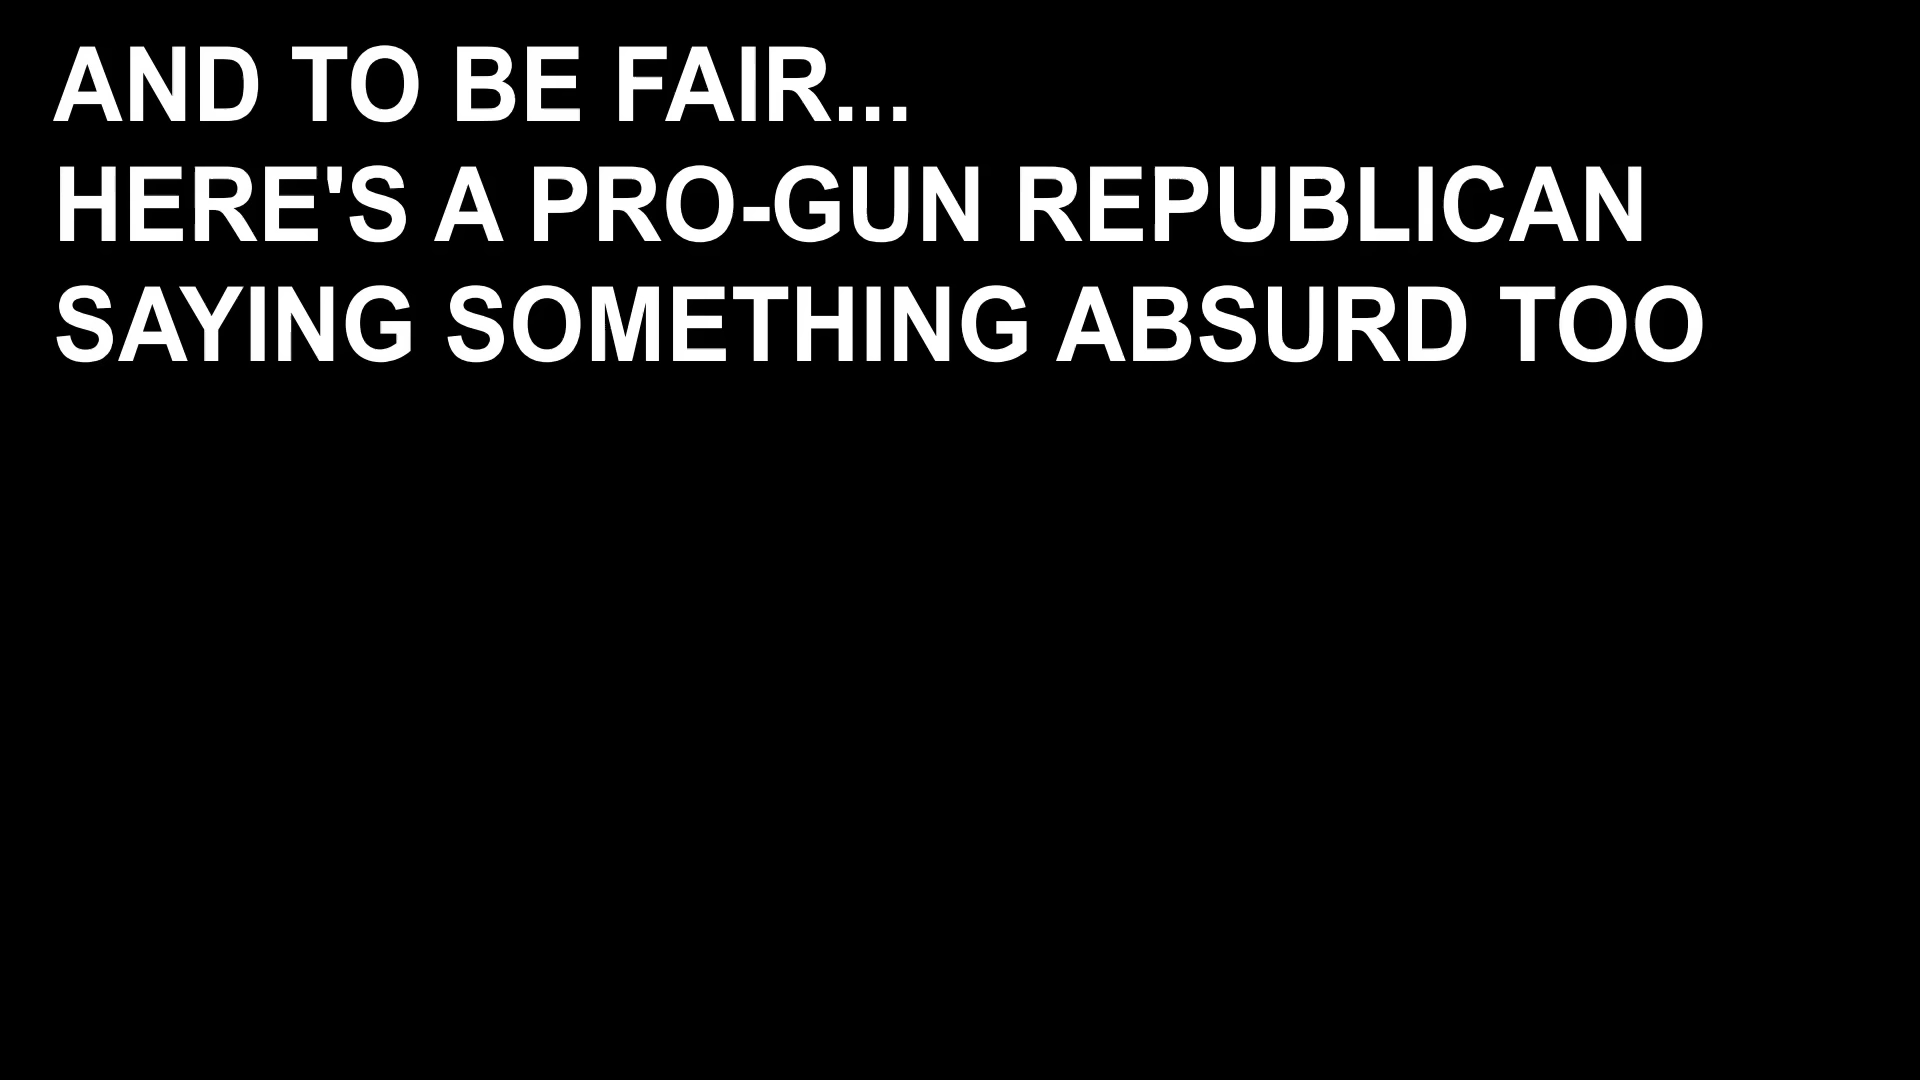 AND TO BE FAIR...
HERE'S A PRO-GUN REPUBLICAN
SAYING SOMETHING ABSURD TOO